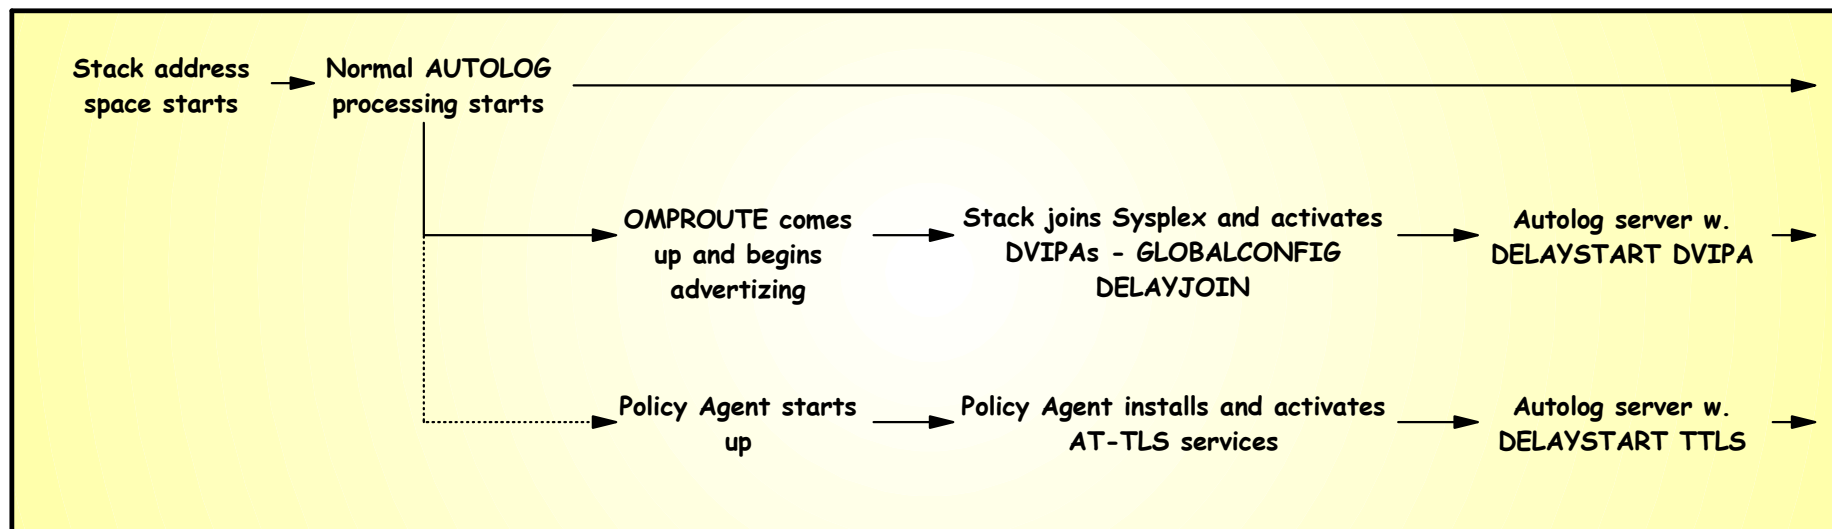 Stack address
space starts
Normal AUTOLOG
processing starts
OMPROUTE comes
up and begins
advertizing
Stack joins Sysplex and activates
DVIPAs - GLOBALCONFIG
DELAYJOIN
Autolog server w.
DELAYSTART DVIPA
Policy Agent starts
up
Policy Agent installs and activates
AT-TLS services
Autolog server w.
DELAYSTART TTLS